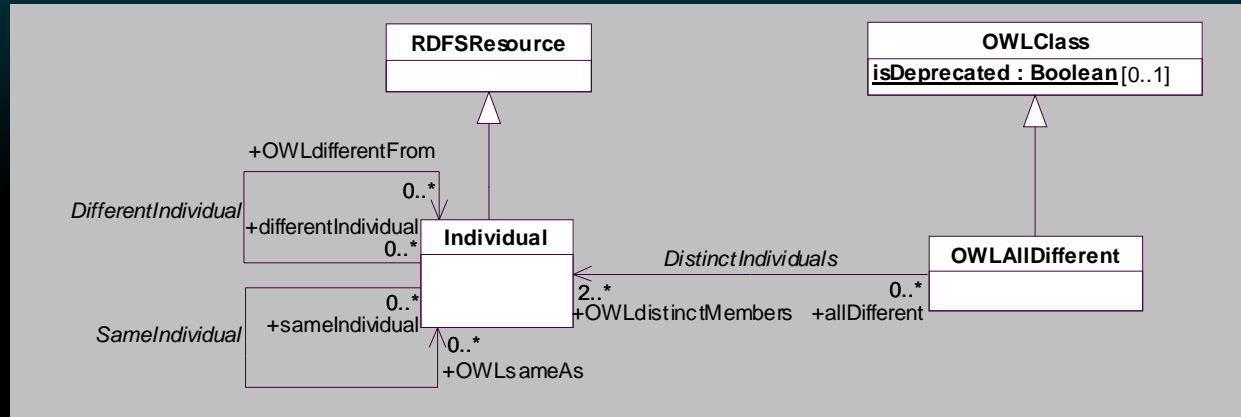 RDFSResource
OWLClass
isDeprecated : Boolean [0..1]
+OWLdifferentFrom
0..*
DifferentIndividual
+differentIndividual
0..*
Individual
DistinctIndividuals
OWLAllDifferent
0..*
+sameIndividual
SameIndividual
0..*
+OWLsameAs
2..*
+OWLdistinctMembers
0..*
+allDifferent